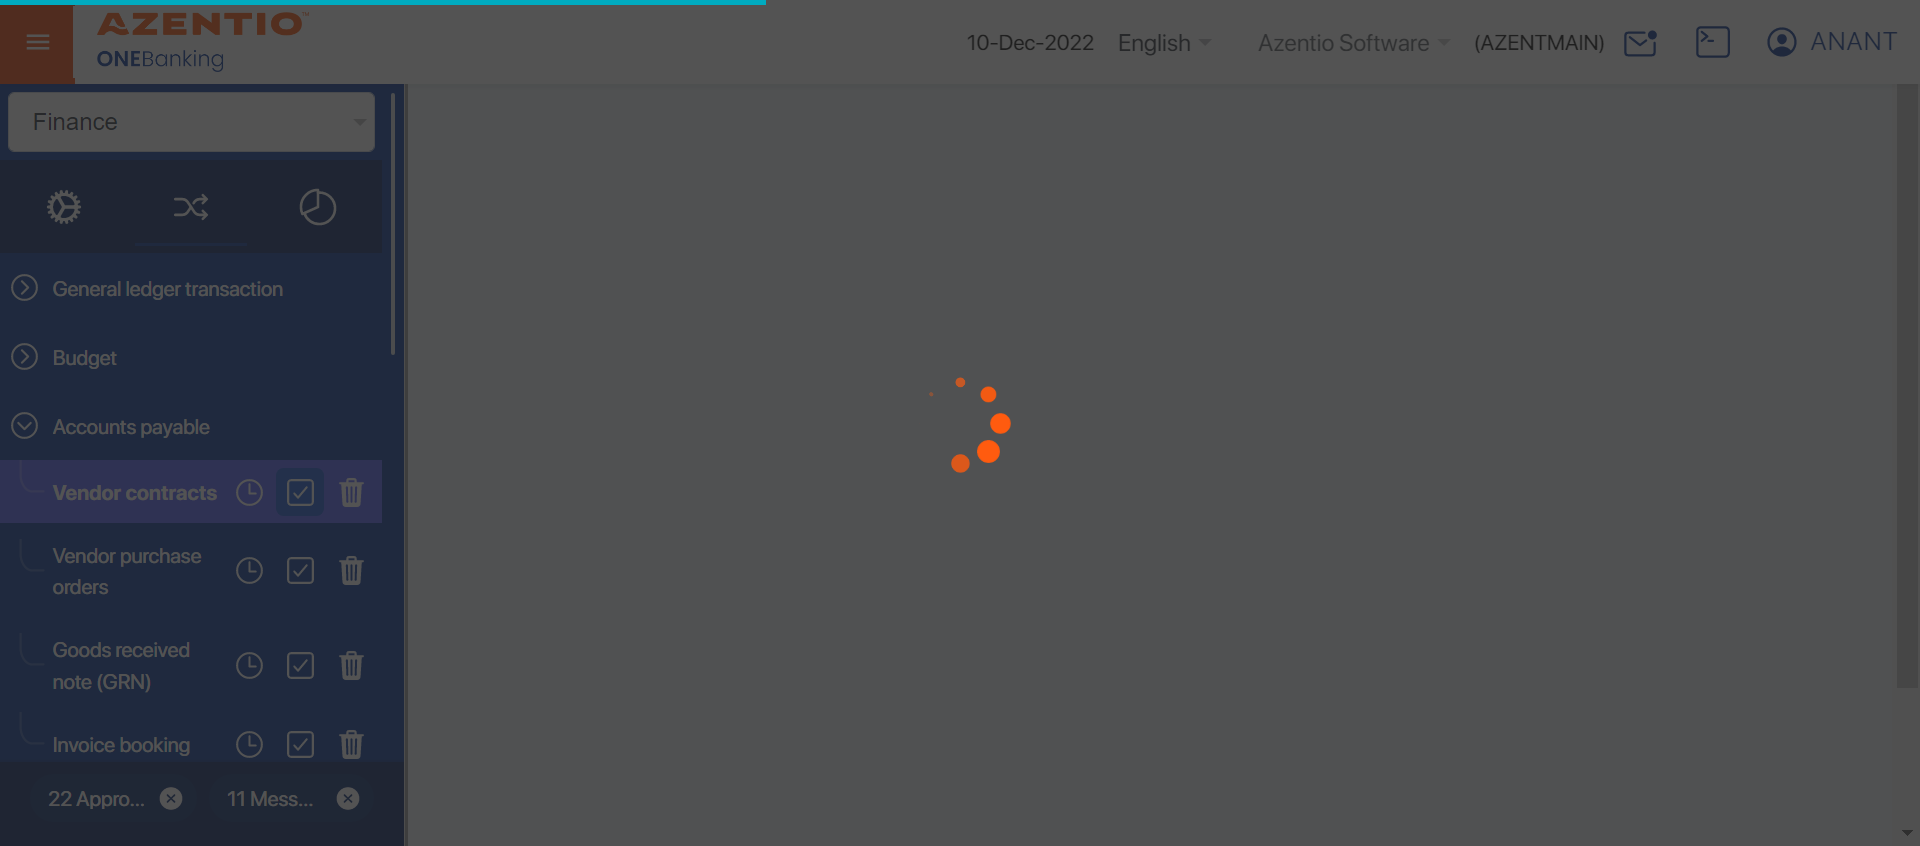 AZENTIO™
ONEBanking
10-Dec-2022 English Azentio Software (AZENTMAIN) ANANT
Finance
General ledger transaction
Budget
Accounts payable
Vendor contracts
Vendor purchase
orders
Goods received
note (GRN)
Invoice booking
22 Appro... 11 Mess...